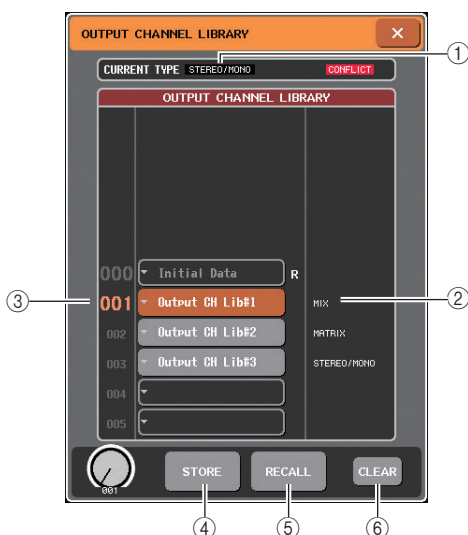 OUTPUT CHANNEL LIBRARY ×
①
CURRENT TYPE STEREO/MONO CONFLICT
OUTPUT CHANNEL LIBRARY
000 Initial Data R
③ 001 Output CH Lib#1 MIX ②
002 Output CH Lib#2 MATRIX
003 Output CH Lib#3 STEREO/MONO
004
005
001 STORE RECALL CLEAR
④ ⑤ ⑥